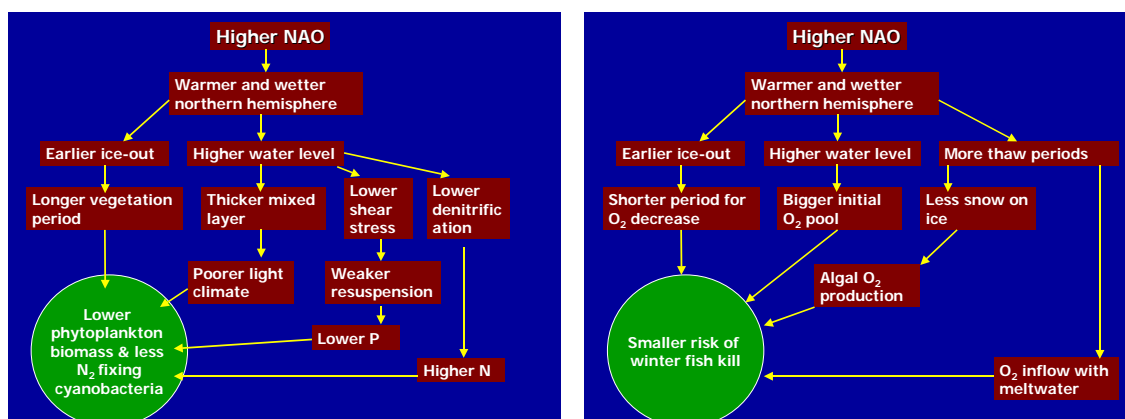 Higher NAO
Warmer and wetter
northern hemisphere
Earlier ice-out
Higher water level
Longer vegetation
period
Thicker mixed
layer
Lower
shear
stress
Lower
denitrific
ation
Poorer light
climate
Weaker
resuspension
Lower P
Higher N
Lower
phytoplankton
biomass & less
N₂ fixing
cyanobacteria
Higher NAO
Warmer and wetter
northern hemisphere
Earlier ice-out
Higher water level
More thaw periods
Shorter period for
O₂ decrease
Bigger initial
O₂ pool
Less snow on
ice
Algal O₂
production
Smaller risk of
winter fish kill
O₂ inflow with
meltwater